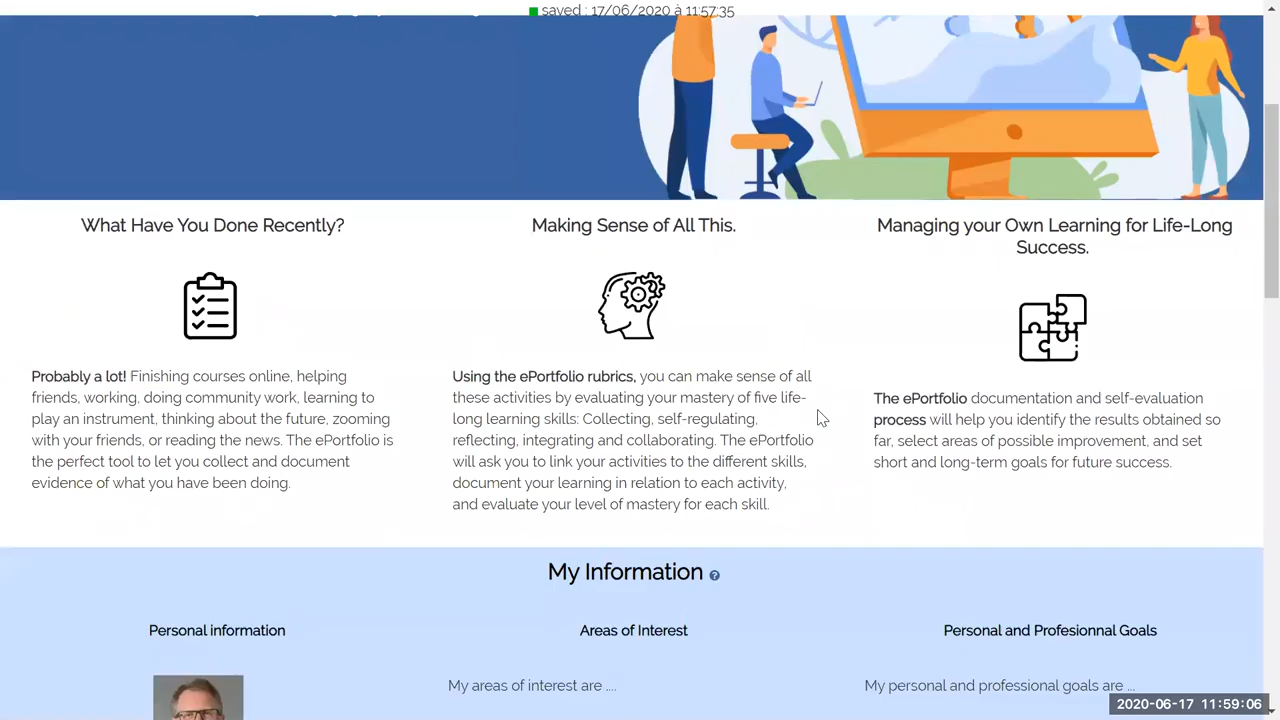 saved : 17/06/2020 à 11:57:35
What Have You Done Recently?
Probably a lot! Finishing courses online, helping
friends, working, doing community work, learning to
play an instrument, thinking about the future, zooming
with your friends, or reading the news. The ePortfolio is
the perfect tool to let you collect and document
evidence of what you have been doing.
Making Sense of All This.
Using the ePortfolio rubrics, you can make sense of all
these activities by evaluating your mastery of five life-
long learning skills: Collecting, self-regulating,
reflecting, integrating and collaborating. The ePortfolio
will ask you to link your activities to the different skills,
document your learning in relation to each activity,
and evaluate your level of mastery for each skill.
Managing your Own Learning for Life-Long
Success.
The ePortfolio documentation and self-evaluation
process will help you identify the results obtained so
far, select areas of possible improvement, and set
short and long-term goals for future success.
My Information ?
Personal information
Areas of Interest
My areas of interest are ....
Personal and Profesionnal Goals
My personal and professional goals are ...
2020-06-17 11:59:06